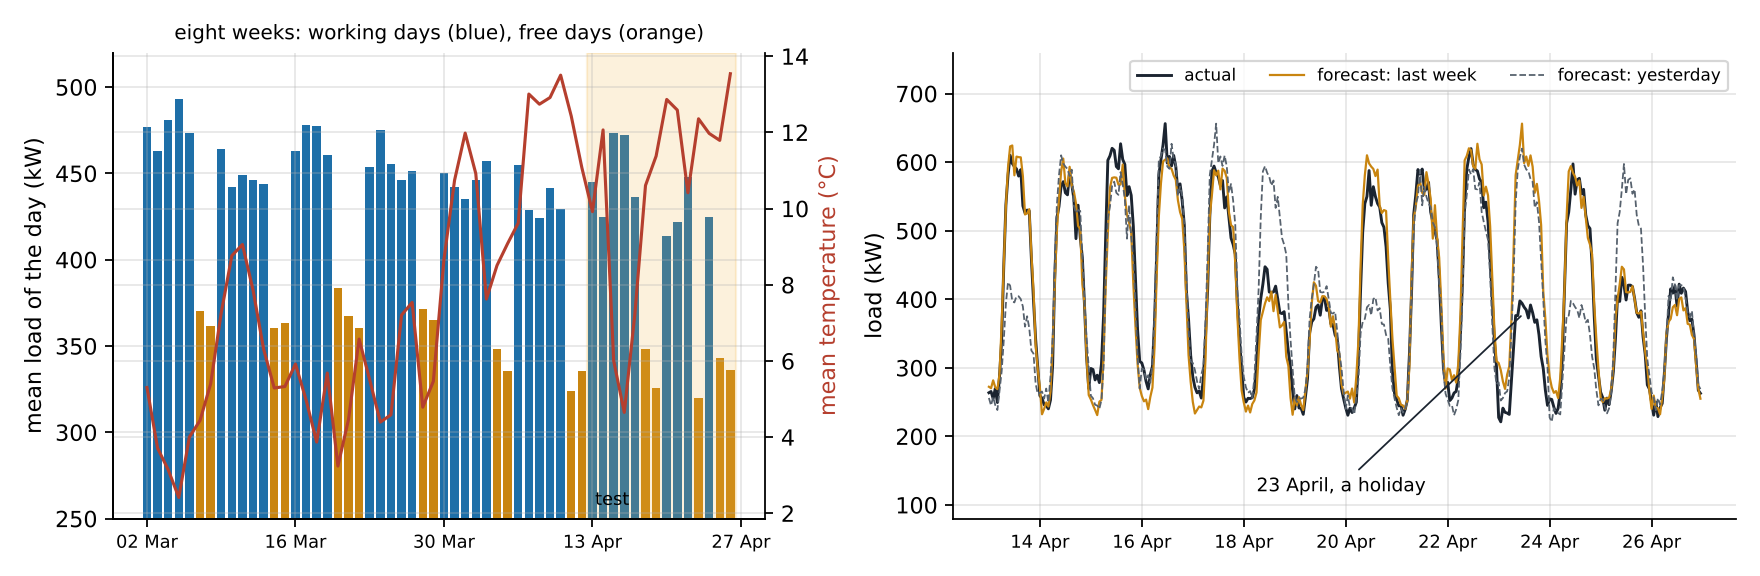 eight weeks: working days (blue), free days (orange)
mean load of the day (kW)
500
450
400
350
300
250
14
12
10
8
6
4
2
mean temperature (°C)
test
02 Mar
16 Mar
30 Mar
13 Apr
27 Apr
actual
forecast: last week
forecast: yesterday
load (kW)
700
600
500
400
300
200
100
23 April, a holiday
14 Apr
16 Apr
18 Apr
20 Apr
22 Apr
24 Apr
26 Apr